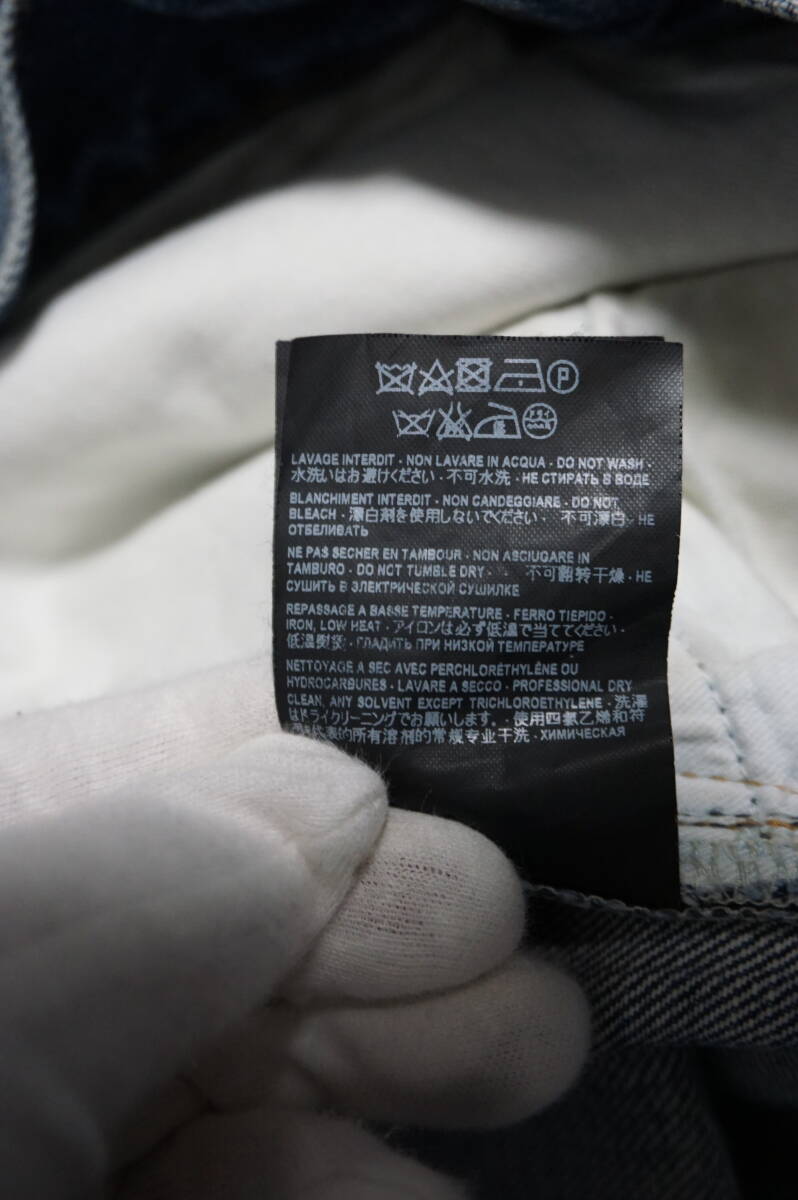 P
ドライ
LAVAGE INTERDIT · NON LAVARE IN ACQUA · DO NOT WASH ·
水洗いはお避けください · 不可水洗 · НЕ СТИРАТЬ В ВОДЕ
BLANCHIMENT INTERDIT · NON CANDEGGIARE · DO NOT
BLEACH · 漂白剤を使用しないでください · 不可漂白 · НЕ
ОТБЕЛИВАТЬ
NE PAS SECHER EN TAMBOUR · NON ASCIUGARE IN
TAMBURO · DO NOT TUMBLE DRY · 不可翻转干燥 · НЕ
СУШИТЬ В ЭЛЕКТРИЧЕСКОЙ СУШИЛКЕ
REPASSAGE A BASSE TEMPERATURE · FERRO TIEPIDO ·
IRON, LOW HEAT · アイロンは必ず低温で当ててください ·
低温熨烫 · ГЛАДИТЬ ПРИ НИЗКОЙ ТЕМПЕРАТУРЕ
NETTOYAGE A SEC AVEC PERCHLORÉTHYLÈNE OU
HYDROCARBURES · LAVARE A SECCO · PROFESSIONAL DRY
CLEAN, ANY SOLVENT EXCEPT TRICHLOROETHYLENE · 洗濯
はドライクリーニングでお願いします。 · 使用四氯乙烯和符
代表的所有溶剂的常规专业干洗 · ХИМИЧЕСКАЯ